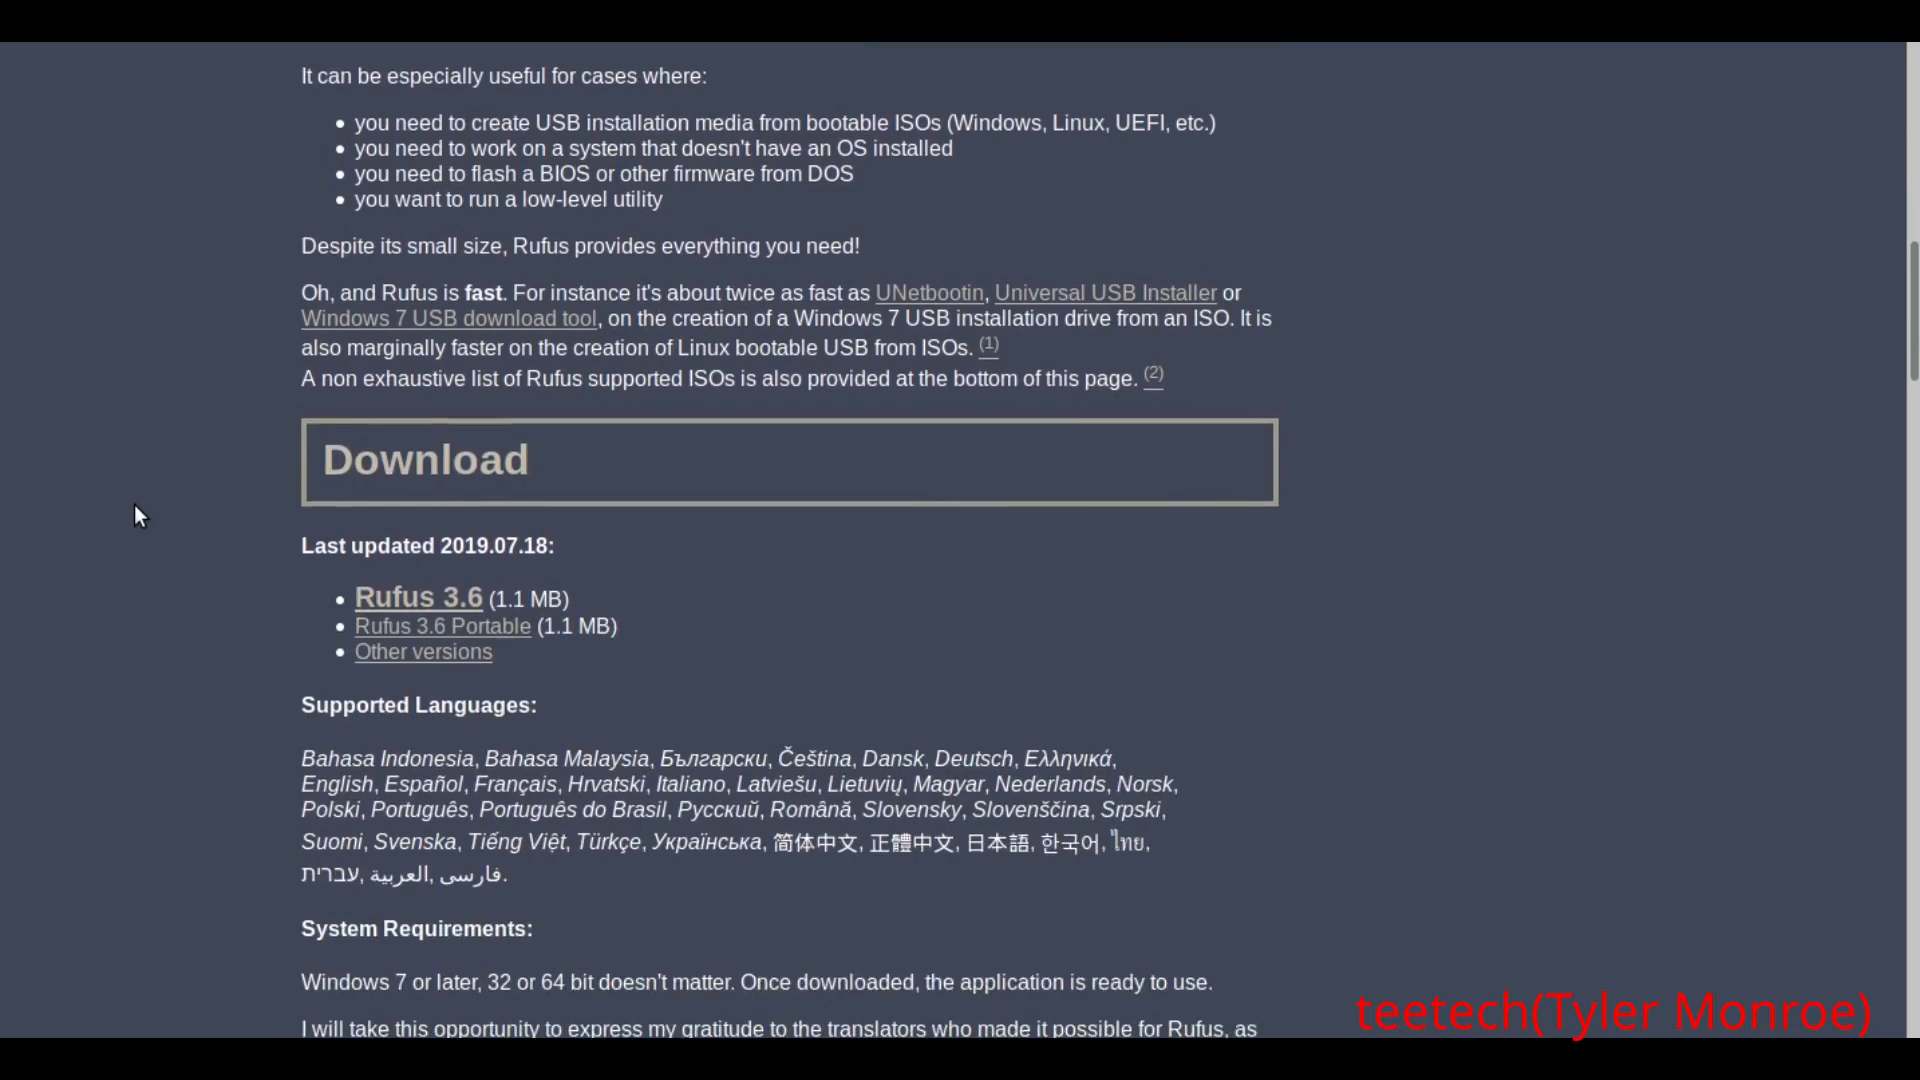 It can be especially useful for cases where:
you need to create USB installation media from bootable ISOs (Windows, Linux, UEFI, etc.)
you need to work on a system that doesn't have an OS installed
you need to flash a BIOS or other firmware from DOS
you want to run a low-level utility
Despite its small size, Rufus provides everything you need!
Oh, and Rufus is fast. For instance it's about twice as fast as UNetbootin, Universal USB Installer or
Windows 7 USB download tool, on the creation of a Windows 7 USB installation drive from an ISO. It is
also marginally faster on the creation of Linux bootable USB from ISOs. (1)
A non exhaustive list of Rufus supported ISOs is also provided at the bottom of this page. (2)
Download
Last updated 2019.07.18:
Rufus 3.6 (1.1 MB)
Rufus 3.6 Portable (1.1 MB)
Other versions
Supported Languages:
Bahasa Indonesia, Bahasa Malaysia, Български, Čeština, Dansk, Deutsch, Ελληνικά,
English, Español, Français, Hrvatski, Italiano, Latviešu, Lietuvių, Magyar, Nederlands, Norsk,
Polski, Português, Português do Brasil, Русский, Română, Slovensky, Slovenščina, Srpski,
Suomi, Svenska, Tiếng Việt, Türkçe, Українська, 简体中文, 正體中文, 日本語, 한국어, ไทย,
עברית, العربية, فارسی.
System Requirements:
Windows 7 or later, 32 or 64 bit doesn't matter. Once downloaded, the application is ready to use.
I will take this opportunity to express my gratitude to the translators who made it possible for Rufus, as
teetech(Tyler Monroe)